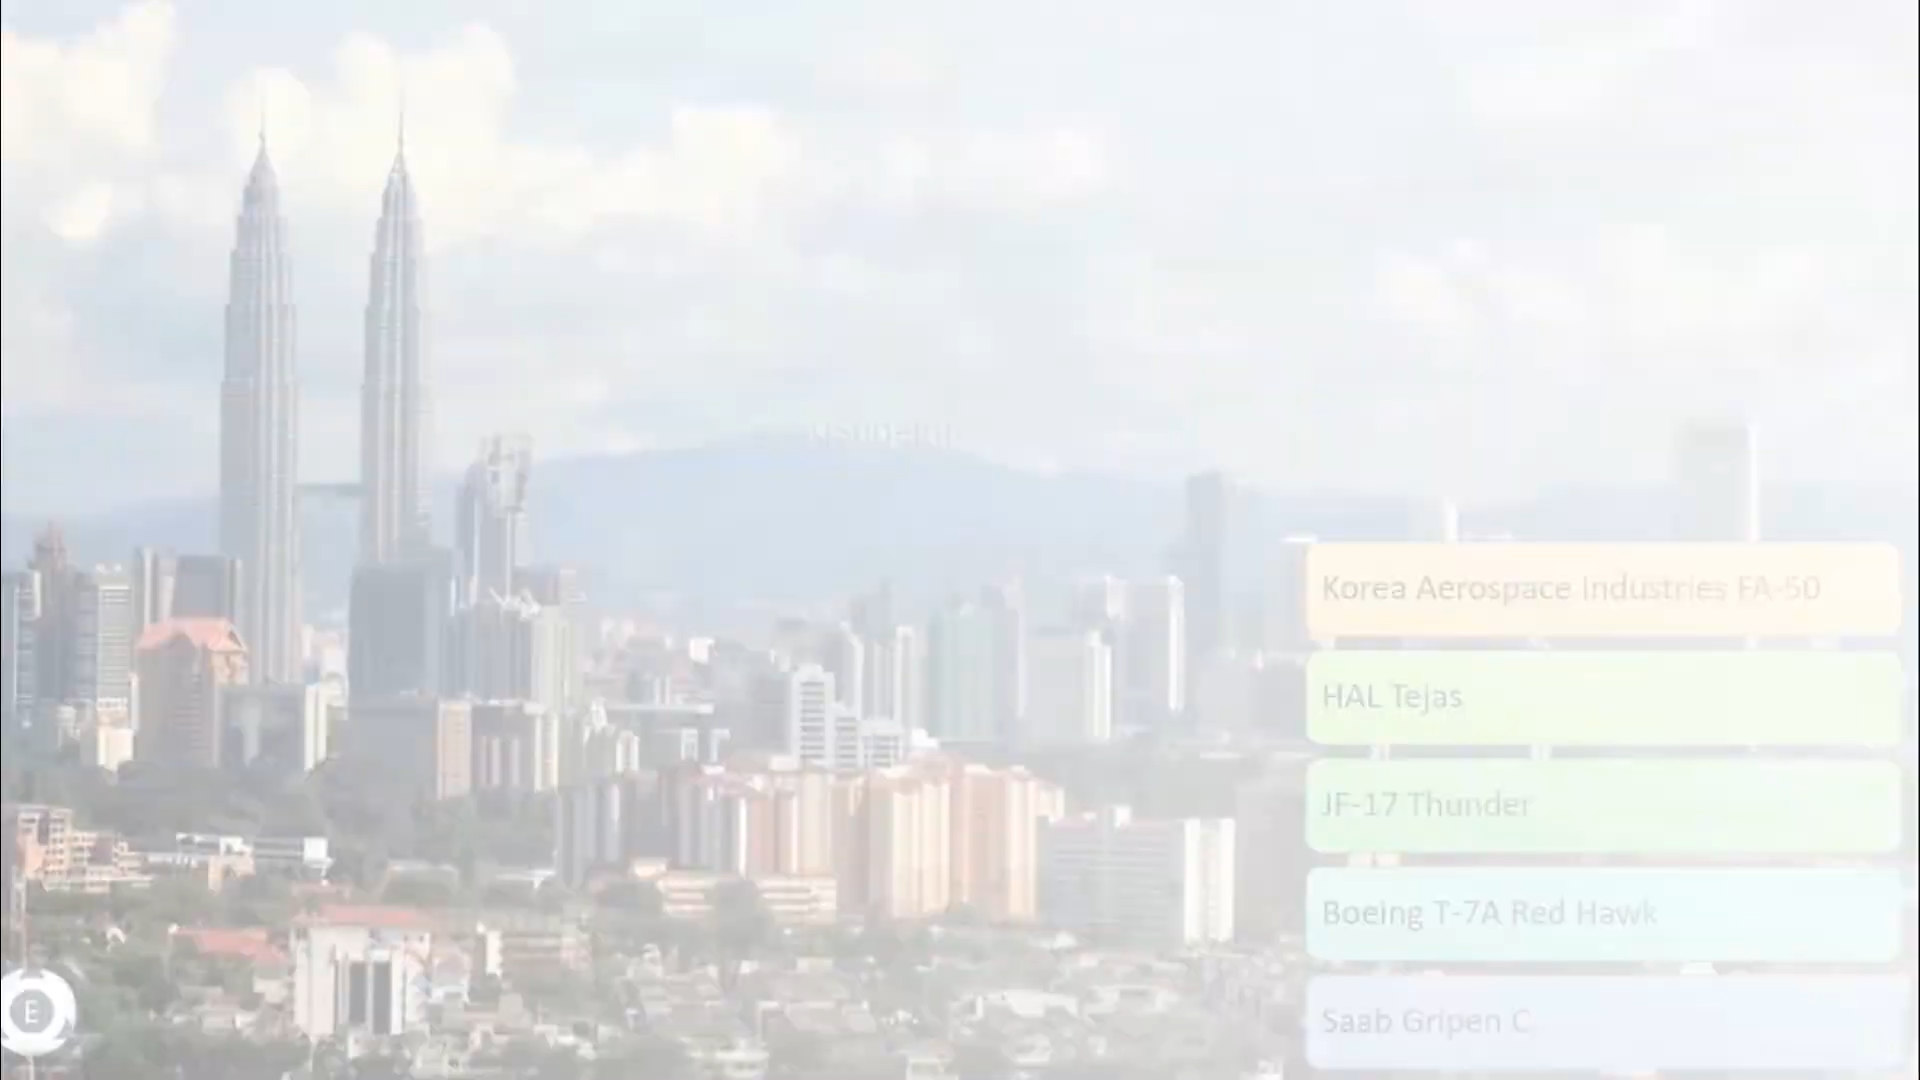 Korea Aerospace Industries FA-50
HAL Tejas
JF-17 Thunder
Boeing T-7A Red Hawk
Saab Gripen C
E